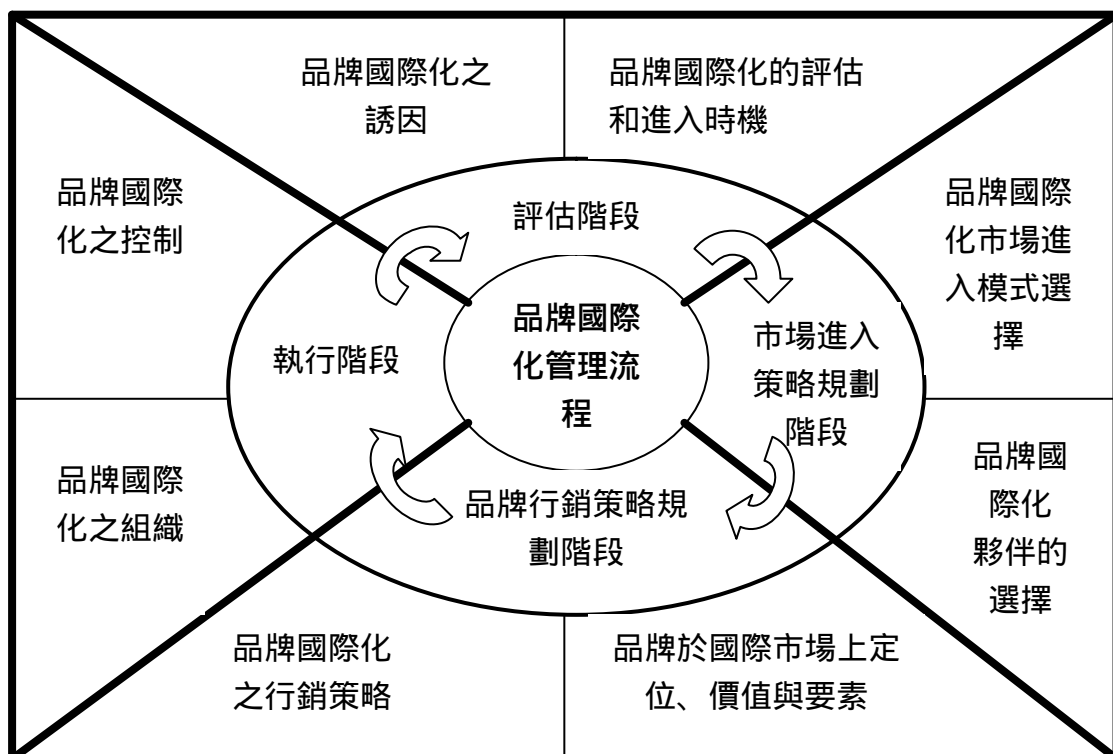 品牌國際化之
誘因
品牌國際化的評估
和進入時機
品牌國際
化之控制
品牌國際
化市場進
入模式選
擇
評估階段
品牌國際
化管理流
程
執行階段
市場進入
策略規劃
階段
品牌國際
化之組織
品牌行銷策略規
劃階段
品牌國
際化
夥伴的
選擇
品牌國際化
之行銷策略
品牌於國際市場上定
位、價值與要素